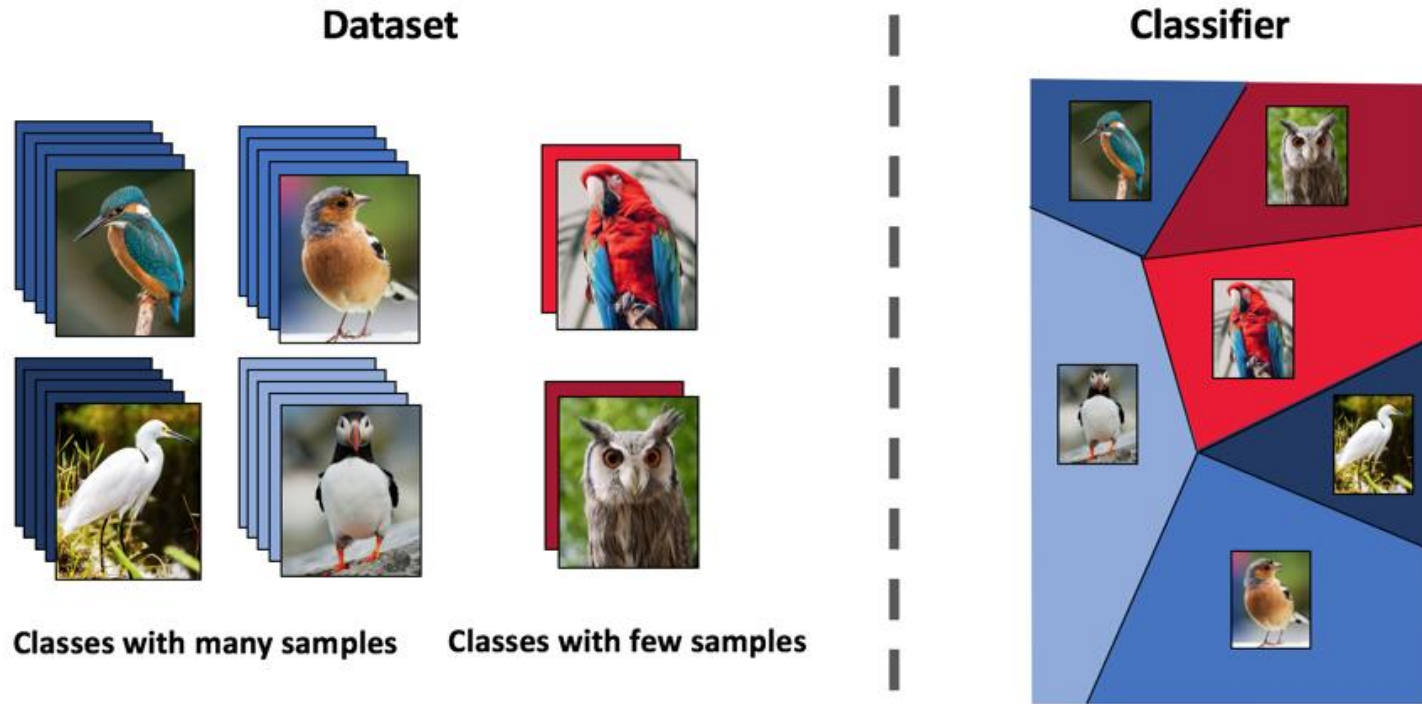 Dataset
Classifier
Classes with many samples
Classes with few samples